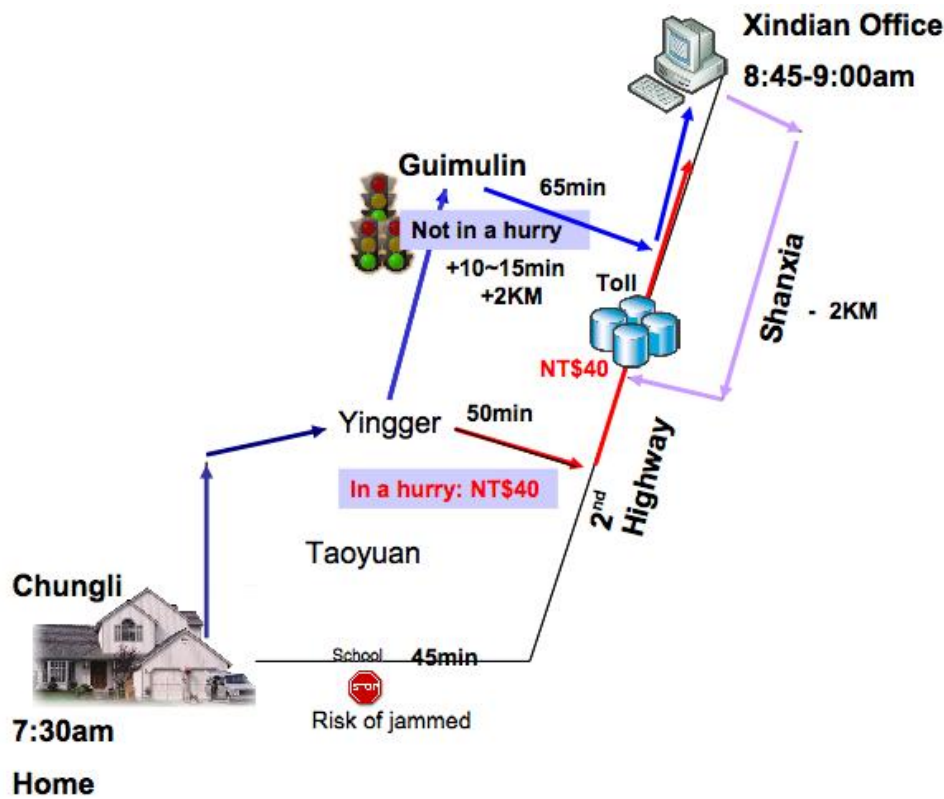 Xindian Office
8:45-9:00am
Guimulin
65min
Not in a hurry
+10~15min
+2KM
Toll
NT$40
Shanxia
- 2KM
Yingger
50min
In a hurry: NT$40
2nd
Highway
Taoyuan
Chungli
School
45min
STOP
Risk of jammed
7:30am
Home